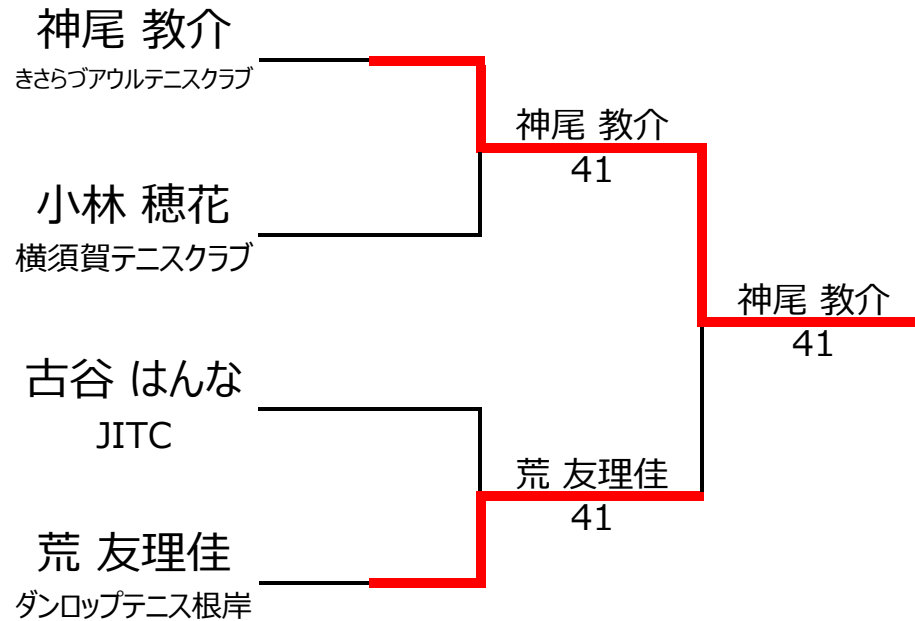 神尾 教介
きさらづアウルテニスクラブ
小林 穂花
横須賀テニスクラブ
古谷 はんな
JITC
荒 友理佳
ダンロップテニス根岸
神尾 教介
41
荒 友理佳
41
神尾 教介
41